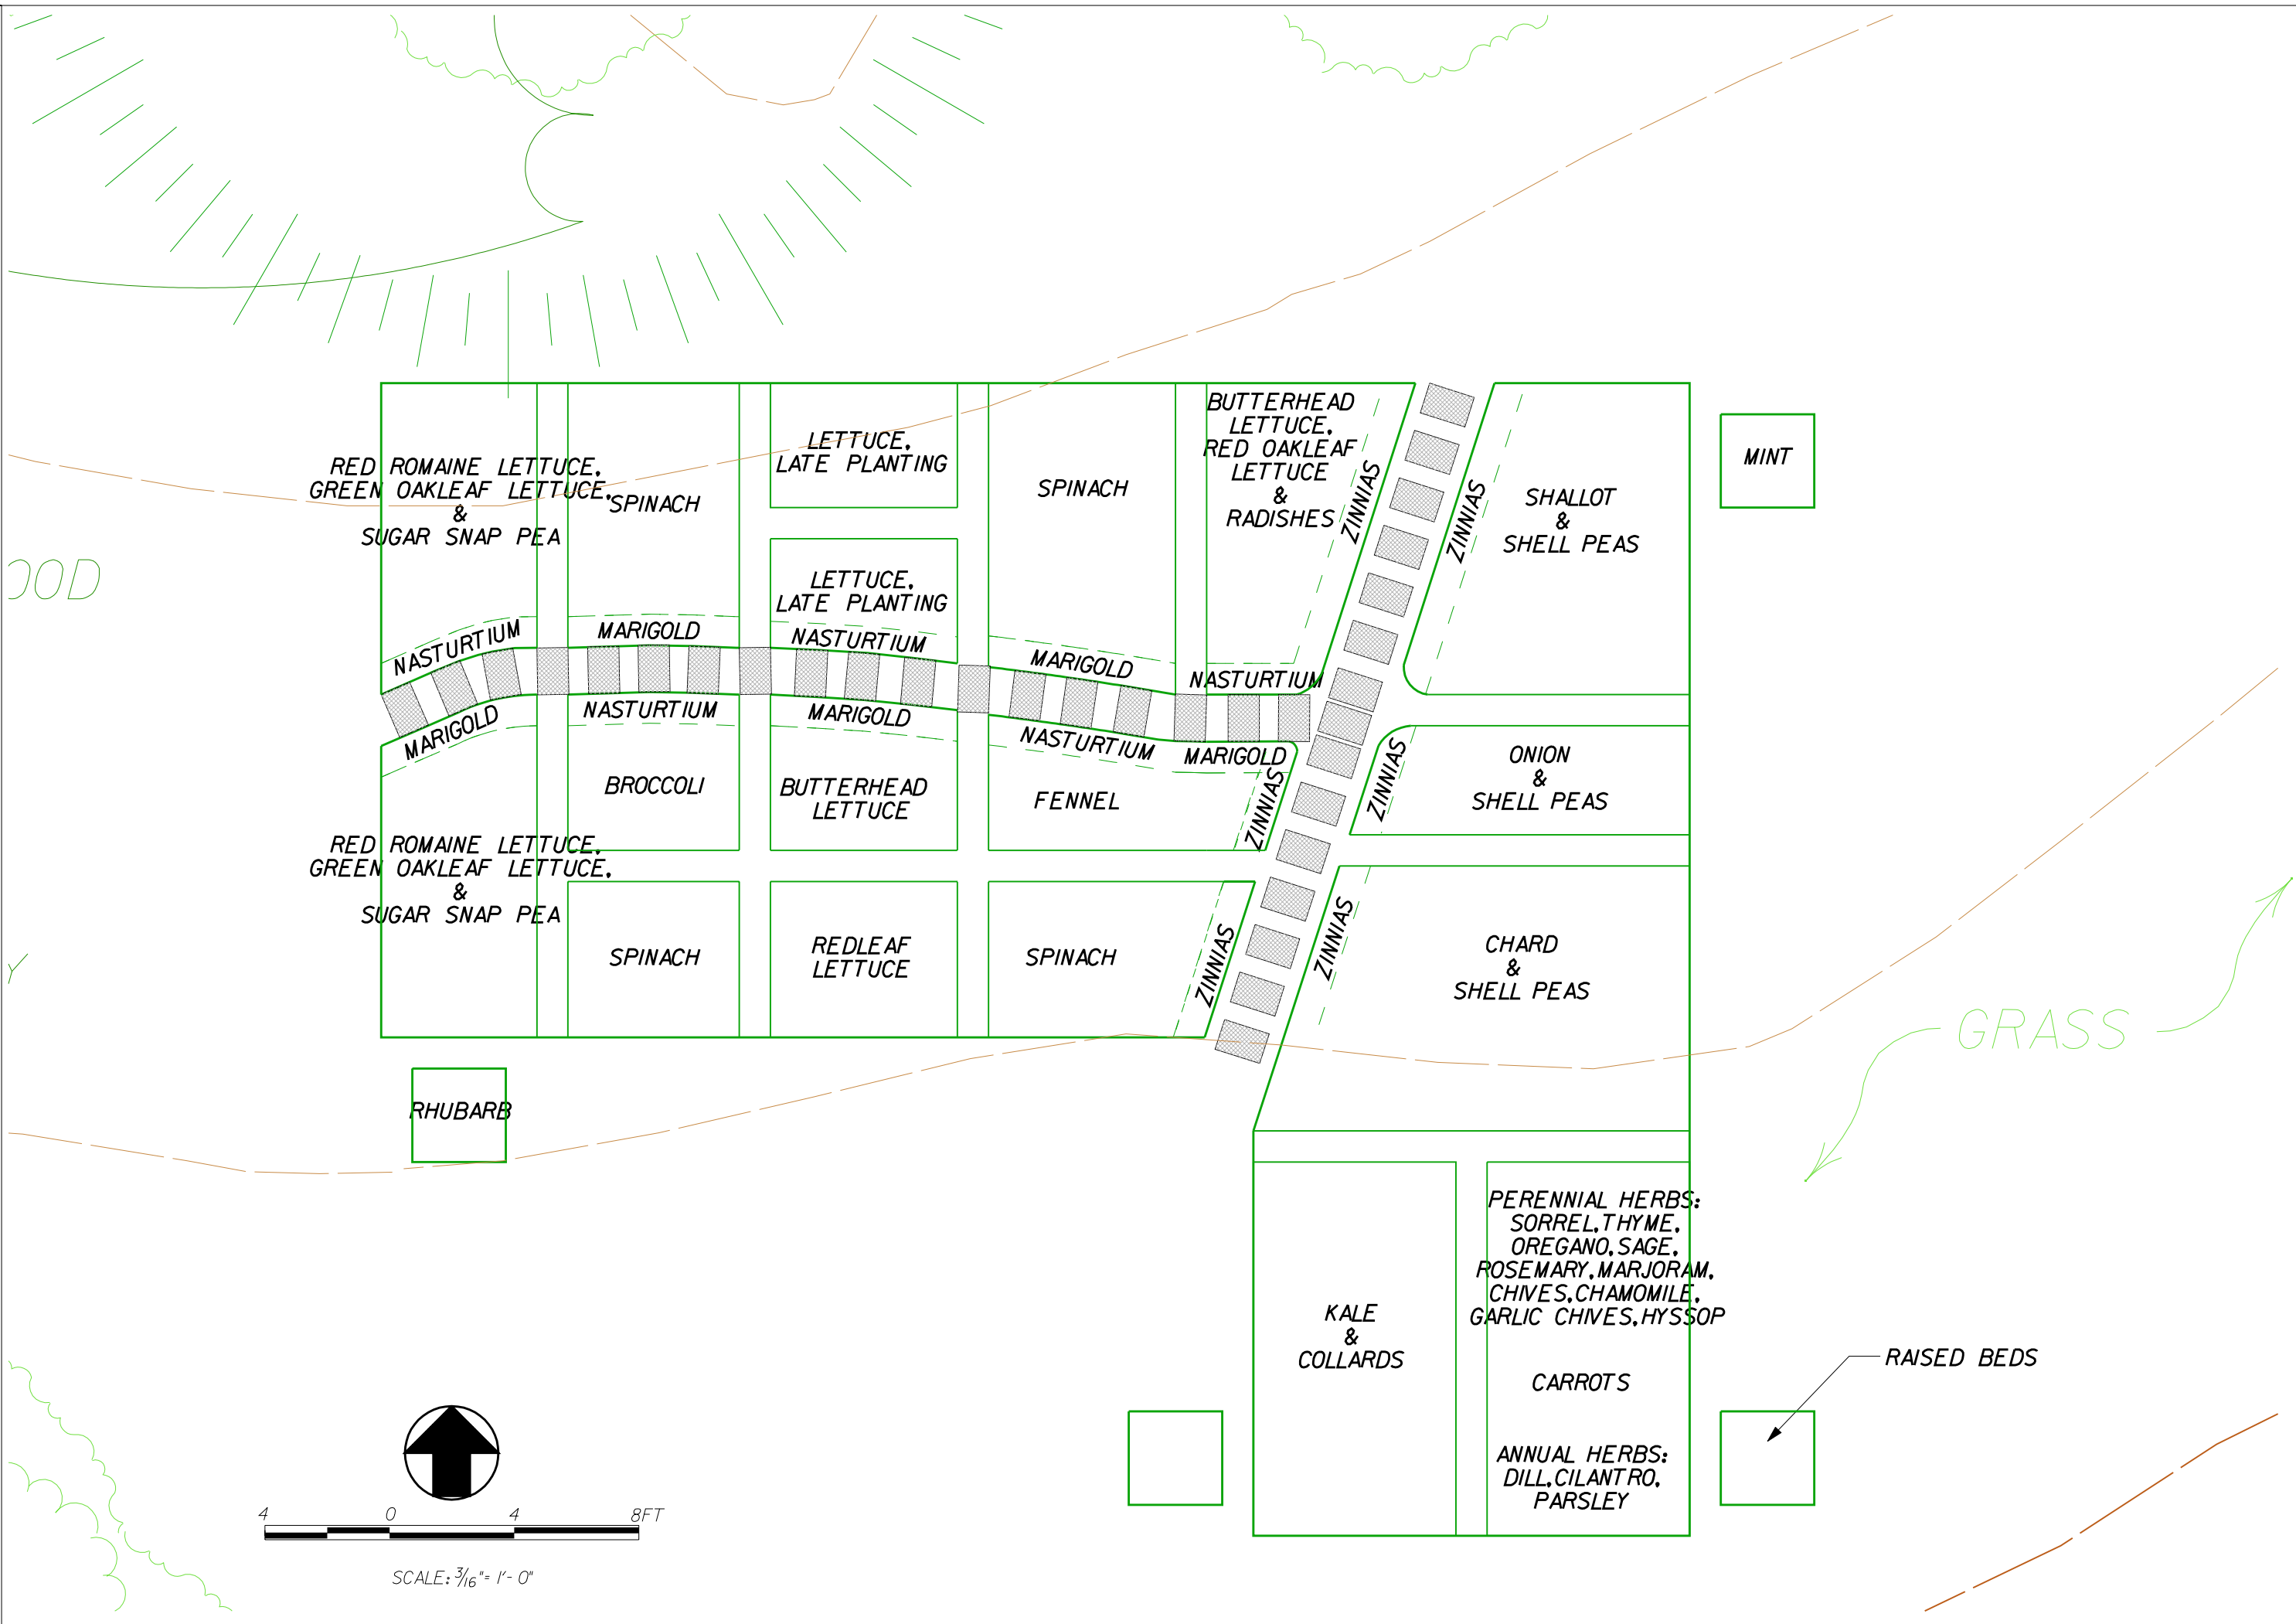 BUTTERHEAD
LETTUCE,
RED OAKLEAF
LETTUCE
&
RADISHES
LETTUCE,
LATE PLANTING
RED ROMAINE LETTUCE,
GREEN OAKLEAF LETTUCE,
&
SUGAR SNAP PEA
SPINACH
SPINACH
ZINNIAS
ZINNIAS
SHALLOT
&
SHELL PEAS
MINT
LETTUCE,
LATE PLANTING
OOD
NASTURTIUM
MARIGOLD
NASTURTIUM
MARIGOLD
NASTURTIUM
MARIGOLD
NASTURTIUM
MARIGOLD
NASTURTIUM
MARIGOLD
ZINNIAS
ZINNIAS
ONION
&
SHELL PEAS
BROCCOLI
BUTTERHEAD
LETTUCE
FENNEL
RED ROMAINE LETTUCE,
GREEN OAKLEAF LETTUCE,
&
SUGAR SNAP PEA
SPINACH
REDLEAF
LETTUCE
SPINACH
ZINNIAS
ZINNIAS
CHARD
&
SHELL PEAS
Y
GRASS
RHUBARB
PERENNIAL HERBS:
SORREL, THYME,
OREGANO, SAGE,
ROSEMARY, MARJORAM,
CHIVES, CHAMOMILE,
GARLIC CHIVES, HYSSOP
KALE
&
COLLARDS
CARROTS
RAISED BEDS
ANNUAL HERBS:
DILL, CILANTRO,
PARSLEY
4 0 4 8FT
SCALE: 3/16"= 1'- 0"